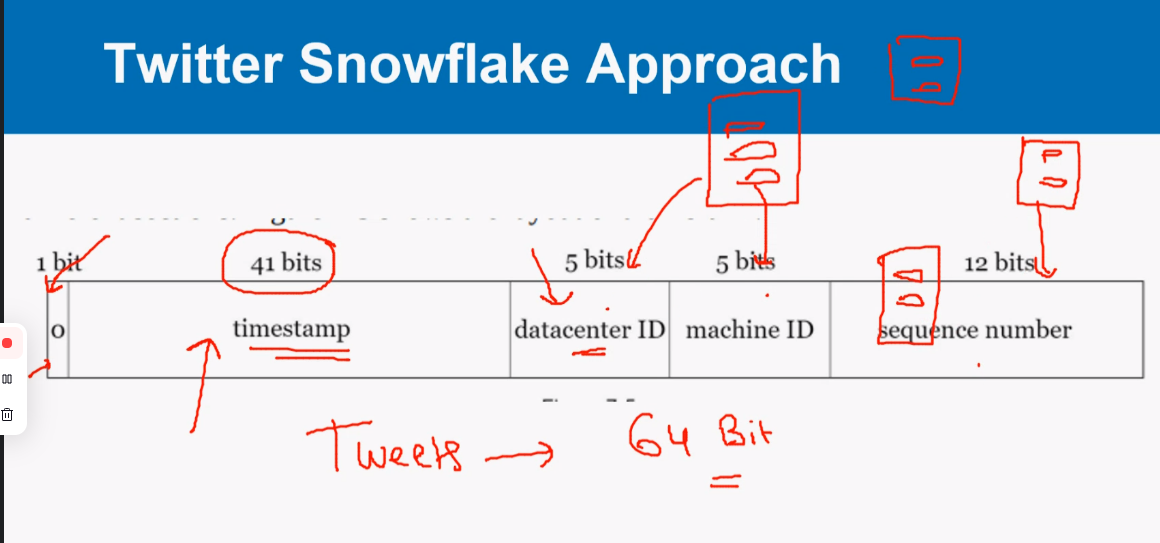 Twitter Snowflake Approach
1 bit 41 bits 5 bits 5 bits 12 bits
0 timestamp datacenter ID machine ID sequence number
Tweets → 64 Bit